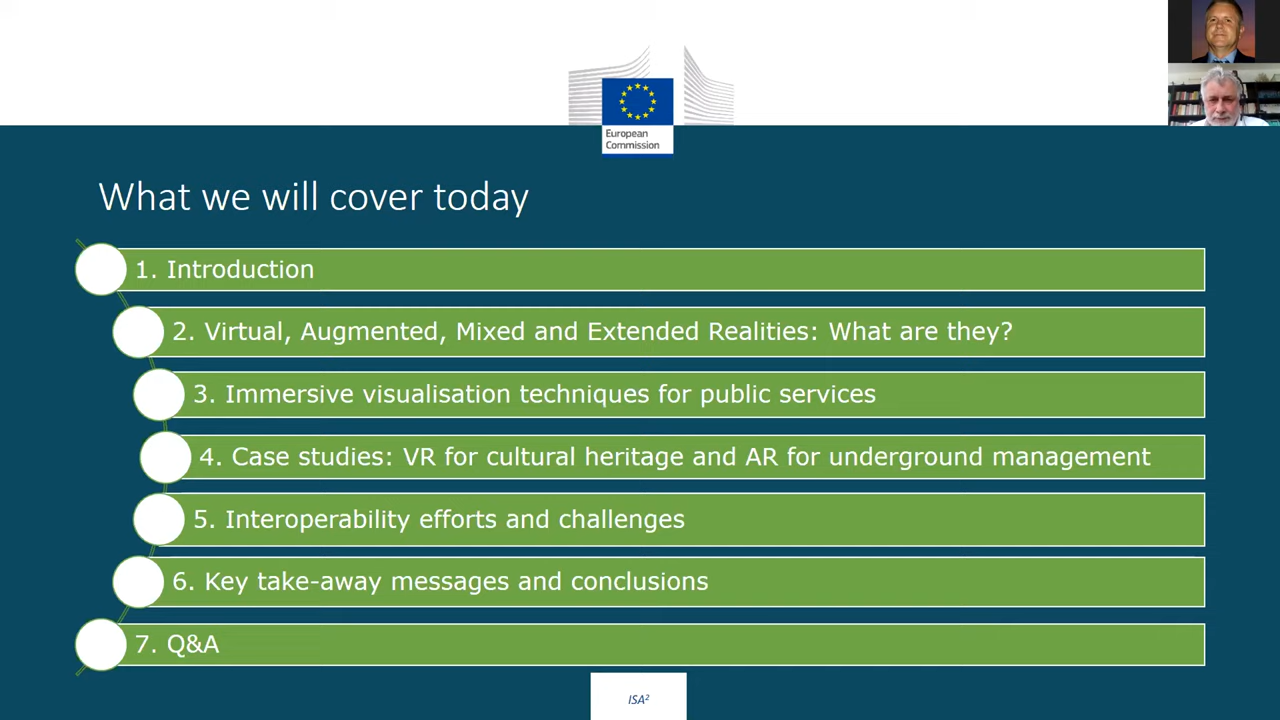 European
Commission
What we will cover today
1. Introduction
2. Virtual, Augmented, Mixed and Extended Realities: What are they?
3. Immersive visualisation techniques for public services
4. Case studies: VR for cultural heritage and AR for underground management
5. Interoperability efforts and challenges
6. Key take-away messages and conclusions
7. Q&A
ISA²